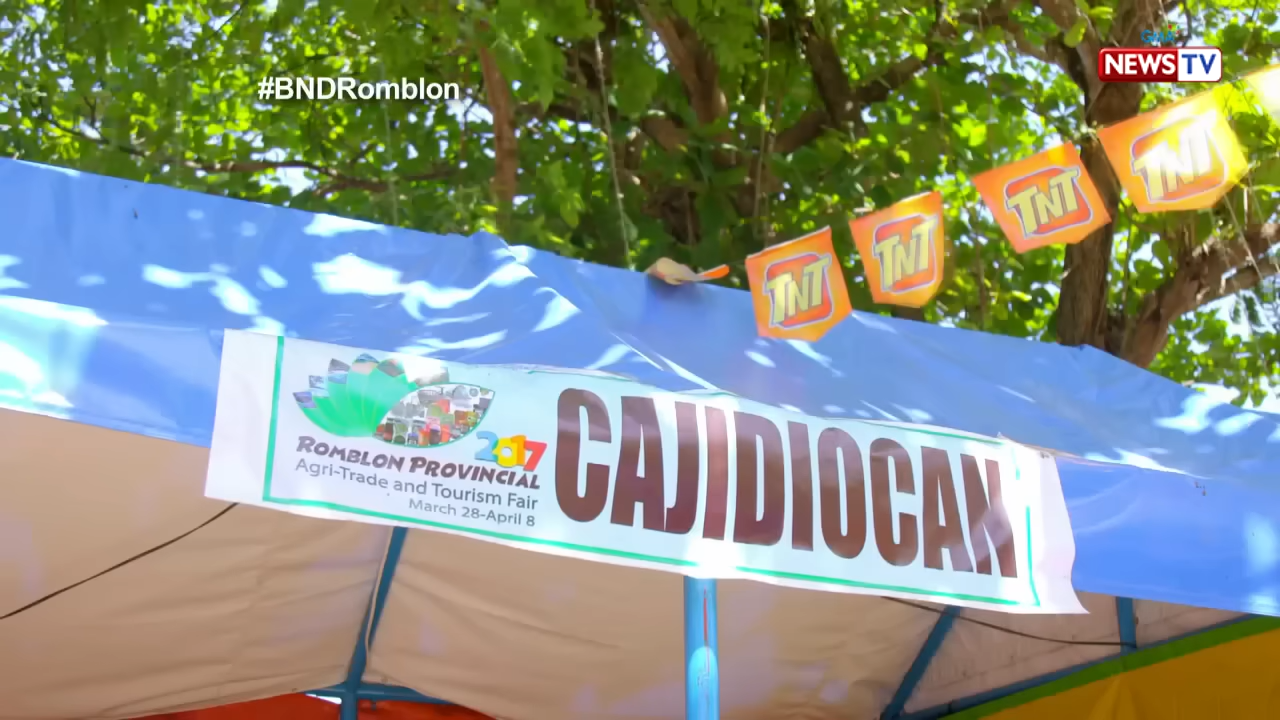 GMA
NEWS TV
#BNDRomblon
TNT
TNT
TNT
TNT
2017
ROMBLON PROVINCIAL
Agri-Trade and Tourism Fair
March 28-April 8
CAJIDIOCAN